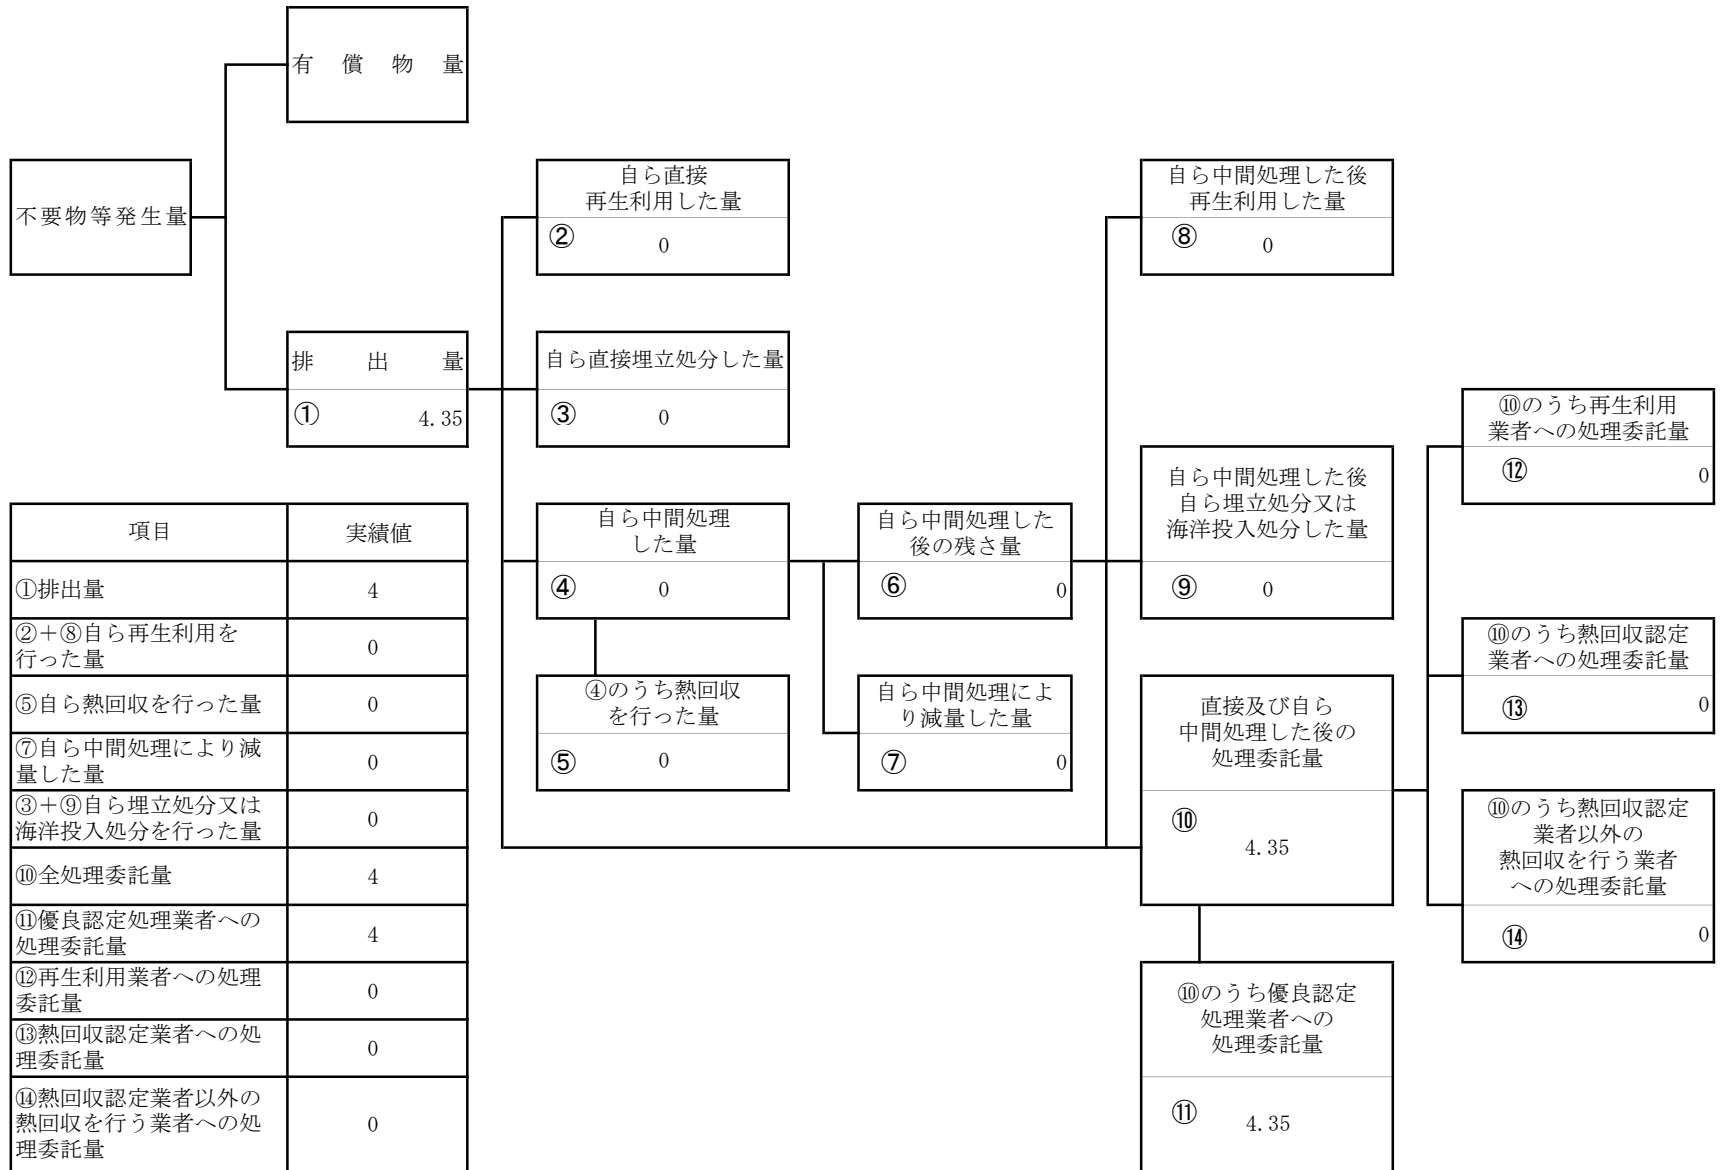 有償物量
不要物等発生量
排出量
① 4.35
自ら直接
再生利用した量
② 0
自ら直接埋立処分した量
③ 0
自ら中間処理
した量
④ 0
④のうち熱回収
を行った量
⑤ 0
自ら中間処理した
後の残さ量
⑥ 0
自ら中間処理によ
り減量した量
⑦ 0
自ら中間処理した後
再生利用した量
⑧ 0
自ら中間処理した後
自ら埋立処分又は
海洋投入処分した量
⑨ 0
直接及び自ら
中間処理した後の
処理委託量
⑩
4.35
⑩のうち優良認定
処理業者への
処理委託量
⑪ 4.35
⑩のうち再生利用
業者への処理委託量
⑫ 0
⑩のうち熱回収認定
業者への処理委託量
⑬ 0
⑩のうち熱回収認定
業者以外の
熱回収を行う業者
への処理委託量
⑭ 0
項目 実績値
①排出量 4
②+⑧自ら再生利用を
行った量 0
⑤自ら熱回収を行った量 0
⑦自ら中間処理により減
量した量 0
③+⑨自ら埋立処分又は
海洋投入処分を行った量 0
⑩全処理委託量 4
⑪優良認定処理業者への
処理委託量 4
⑫再生利用業者への処理
委託量 0
⑬熱回収認定業者への処
理委託量 0
⑭熱回収認定業者以外の
熱回収を行う業者への処 0
理委託量